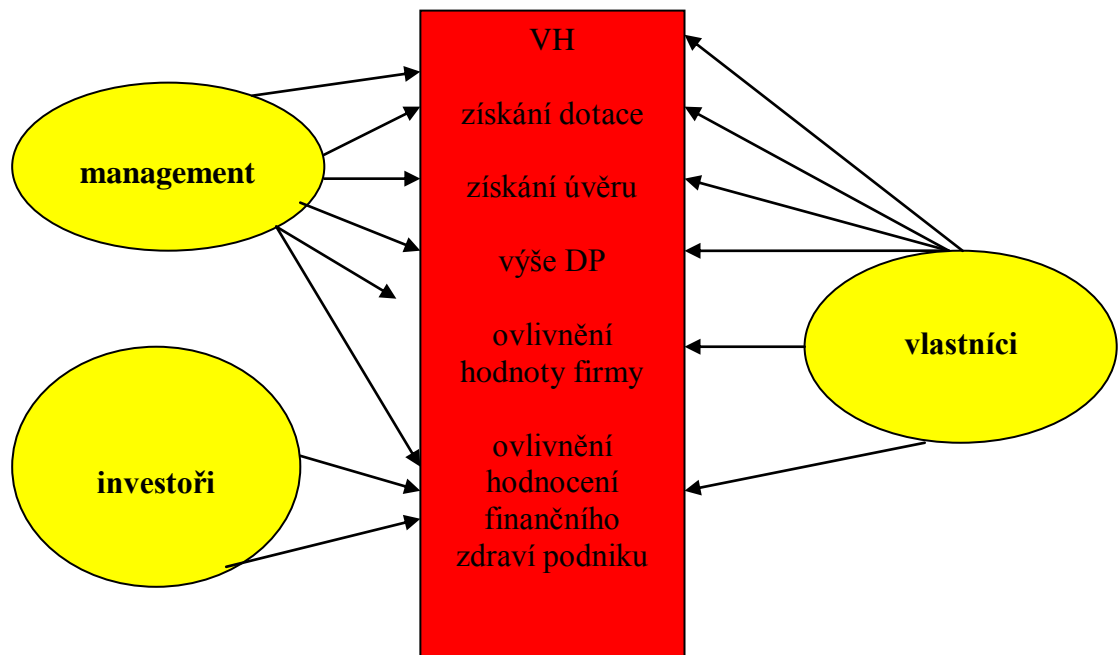 VH
získání dotace
management
získání úvěru
výše DP
ovlivnění
hodnoty firmy
vlastníci
ovlivnění
hodnocení
finančního
zdraví podniku
investoři